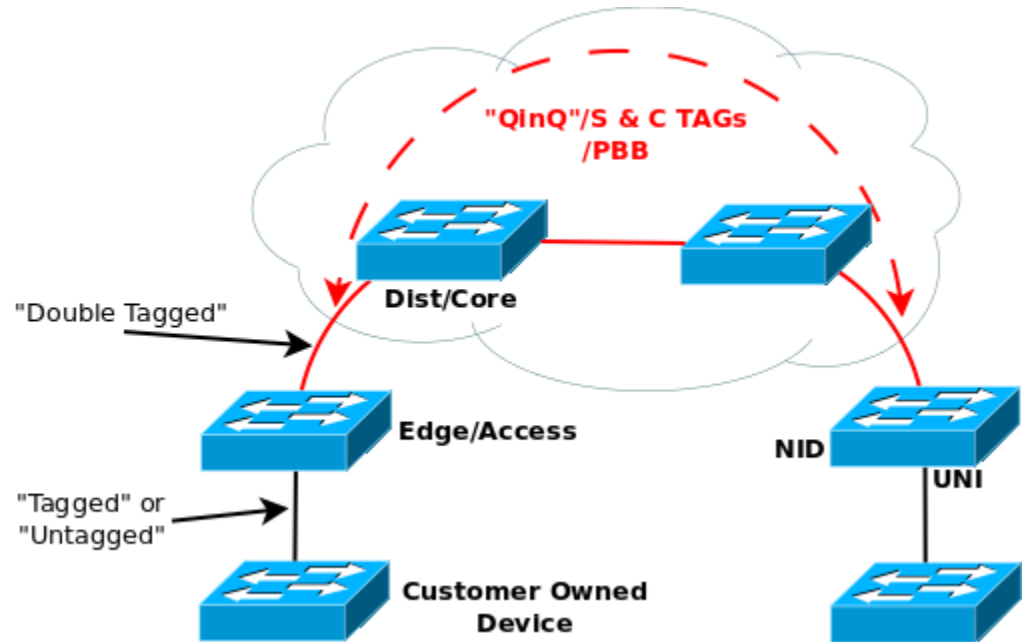 "QinQ"/S & C TAGs
/PBB
Dist/Core
"Double Tagged"
Edge/Access
NID
UNI
"Tagged" or
"Untagged"
Customer Owned
Device